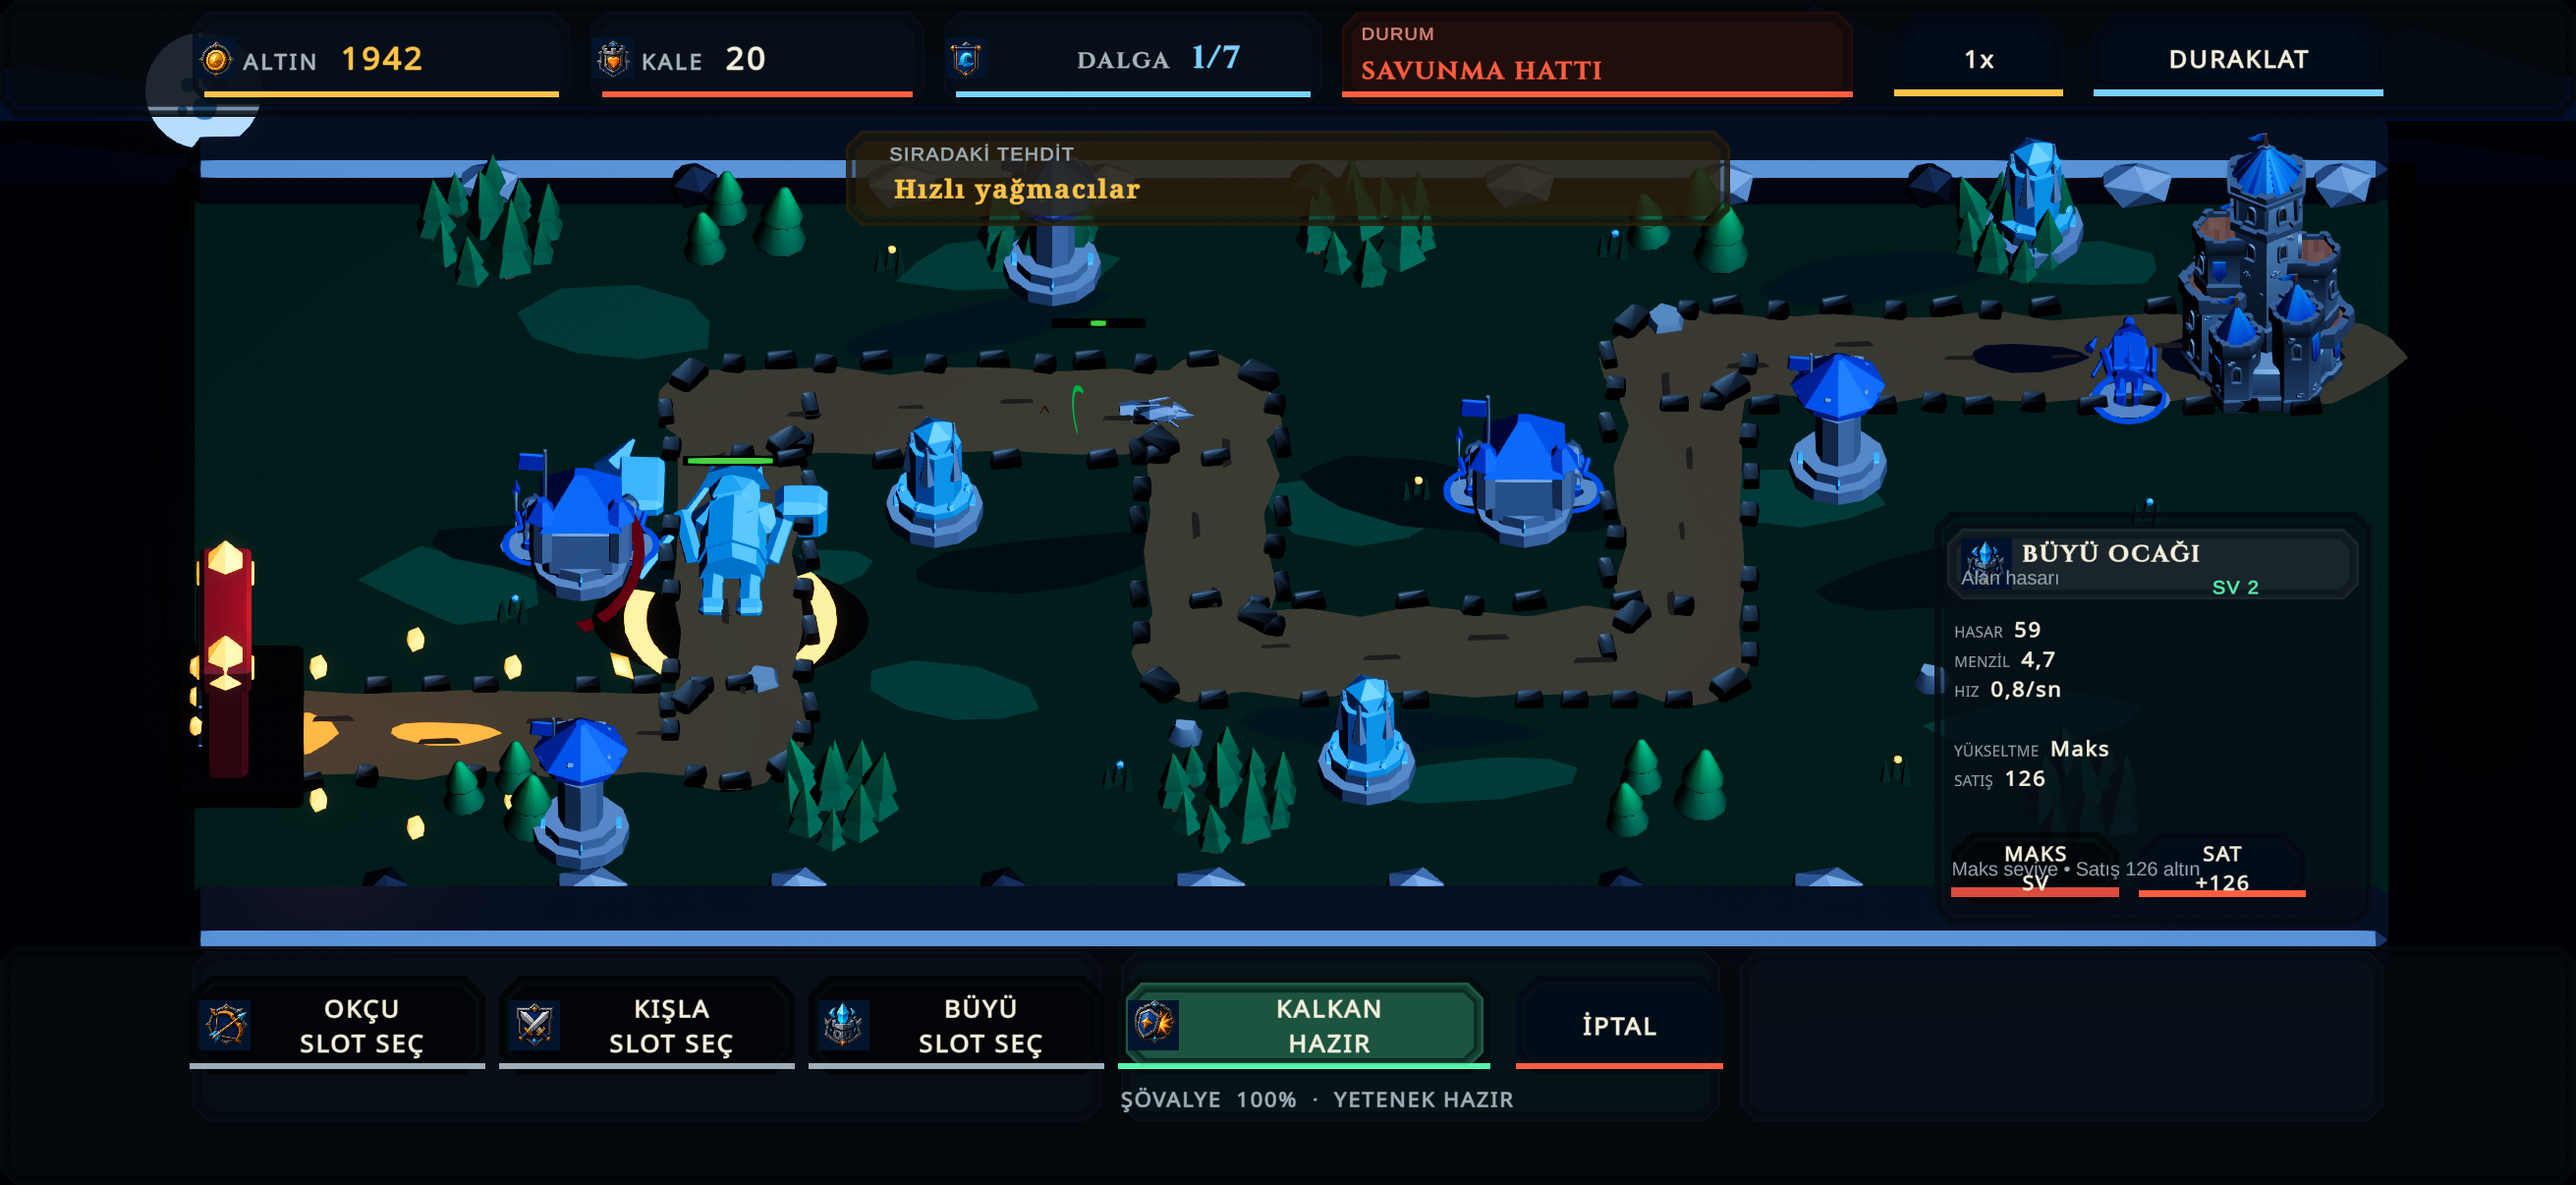 ALTIN 1942
KALE 20
DALGA 1/7
DURUM
SAVUNMA HATTI
1x
DURAKLAT
SIRADAKİ TEHDİT
Hızlı yağmacılar
BÜYÜ OCAĞI
Alan hasarı
SV 2
HASAR 59
MENZİL 4,7
HIZ 0,8/sn
YÜKSELTME Maks
SATIŞ 126
MAKS
SV
SAT
+126
Maks seviye • Satış 126 altın
OKÇU
SLOT SEÇ
KIŞLA
SLOT SEÇ
BÜYÜ
SLOT SEÇ
KALKAN
HAZIR
İPTAL
ŞÖVALYE 100% · YETENEK HAZIR